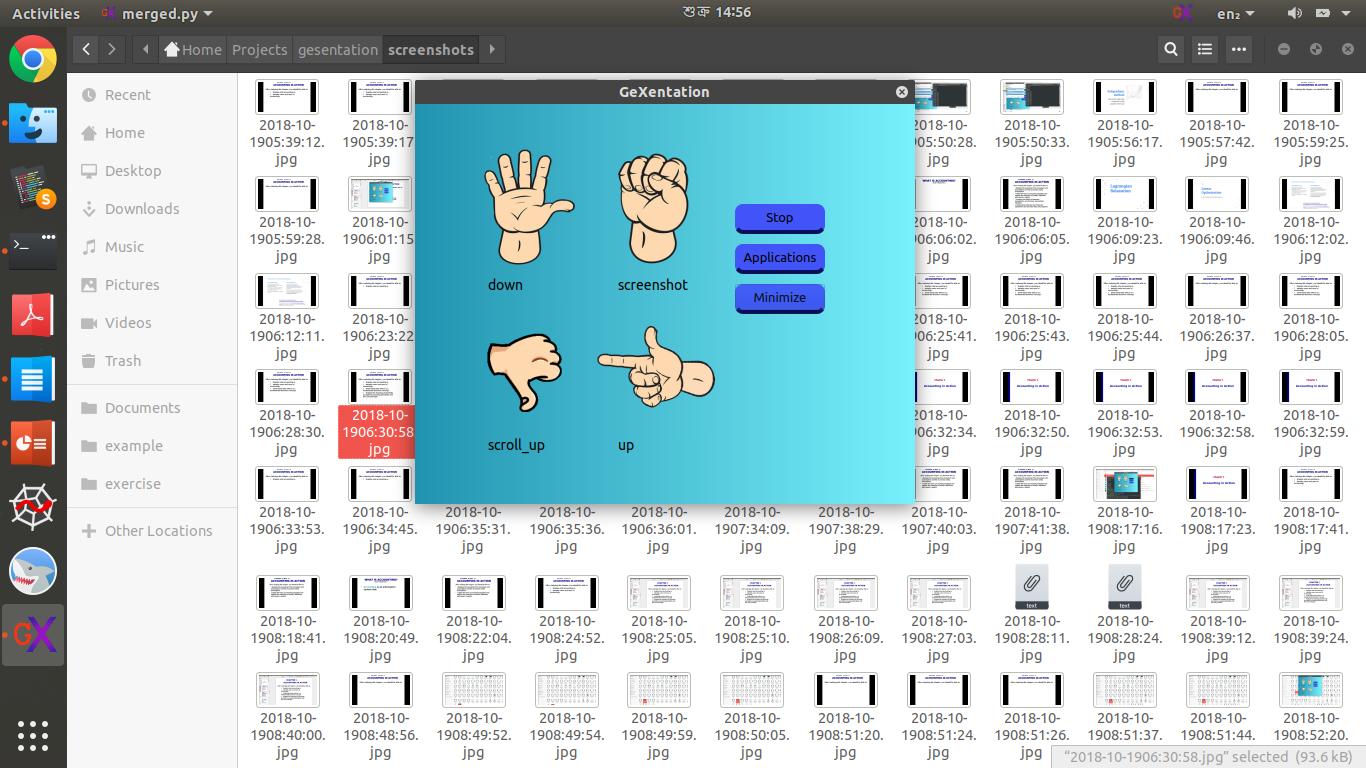 Activities
merged.py
শুক্র 14:56
en₂
Home
Projects
gesentation
screenshots
Recent
Home
Desktop
Downloads
Music
Pictures
Videos
Trash
Documents
example
exercise
Other Locations
GeXentation
down
screenshot
scroll_up
up
Stop
Applications
Minimize
2018-10-
1905:39:12.
jpg
2018-10-
1905:39:17
jpg
2018-10-
905:50:28.
jpg
2018-10-
1905:50:33.
jpg
2018-10-
1905:56:17.
jpg
2018-10-
1905:57:42.
jpg
2018-10-
1905:59:25.
jpg
2018-10-
1905:59:28.
jpg
2018-10-
1906:01:15
jpg
2018-10-
906:06:02.
jpg
2018-10-
1906:06:05.
jpg
2018-10-
1906:09:23.
jpg
2018-10-
1906:09:46.
jpg
2018-10-
1906:12:02.
jpg
2018-10-
1906:12:11.
jpg
2018-10-
1906:23:22
jpg
2018-10-
906:25:41.
jpg
2018-10-
1906:25:43.
jpg
2018-10-
1906:25:44.
jpg
2018-10-
1906:26:37.
jpg
2018-10-
1906:28:05.
jpg
2018-10-
1906:28:30.
jpg
2018-10-
1906:30:58
jpg
2018-10-
906:32:34.
jpg
2018-10-
1906:32:50.
jpg
2018-10-
1906:32:53.
jpg
2018-10-
1906:32:58.
jpg
2018-10-
1906:32:59.
jpg
2018-10-
1906:33:53.
jpg
2018-10-
1906:34:45.
jpg
2018-10-
1906:35:31.
jpg
2018-10-
1906:35:36.
jpg
2018-10-
1906:36:01.
jpg
2018-10-
1907:34:09.
jpg
2018-10-
1907:38:29.
jpg
2018-10-
1907:40:03.
jpg
2018-10-
1907:41:38.
jpg
2018-10-
1908:17:16.
jpg
2018-10-
1908:17:23.
jpg
2018-10-
1908:17:41.
jpg
2018-10-
1908:18:41.
jpg
2018-10-
1908:20:49.
jpg
2018-10-
1908:22:04.
jpg
2018-10-
1908:24:52.
jpg
2018-10-
1908:25:05.
jpg
2018-10-
1908:25:10.
jpg
2018-10-
1908:26:09.
jpg
2018-10-
1908:27:03.
jpg
text
2018-10-
1908:28:11.
jpg
text
2018-10-
1908:28:24.
jpg
2018-10-
1908:39:12.
jpg
2018-10-
1908:39:24.
jpg
2018-10-
1908:40:00.
jpg
2018-10-
1908:48:56.
jpg
2018-10-
1908:49:52.
jpg
2018-10-
1908:49:54.
jpg
2018-10-
1908:49:59.
jpg
2018-10-
1908:50:05.
jpg
2018-10-
1908:51:20.
jpg
2018-10-
1908:51:24.
jpg
2018-10-
1908:51:26.
jpg
2018-10-
1908:51:37.
jpg
2018-10-
1908:51:44.
jpg
2018-10-
1908:52:20.
jpg
“2018-10-1906:30:58.jpg” selected (93.6 kB)